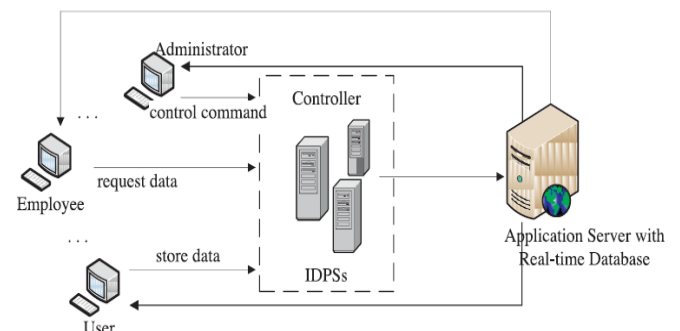 Administrator
Controller
control command
. . .
request data
Employee
...
store data
IDPSs
User
Application Server with
Real-time Database